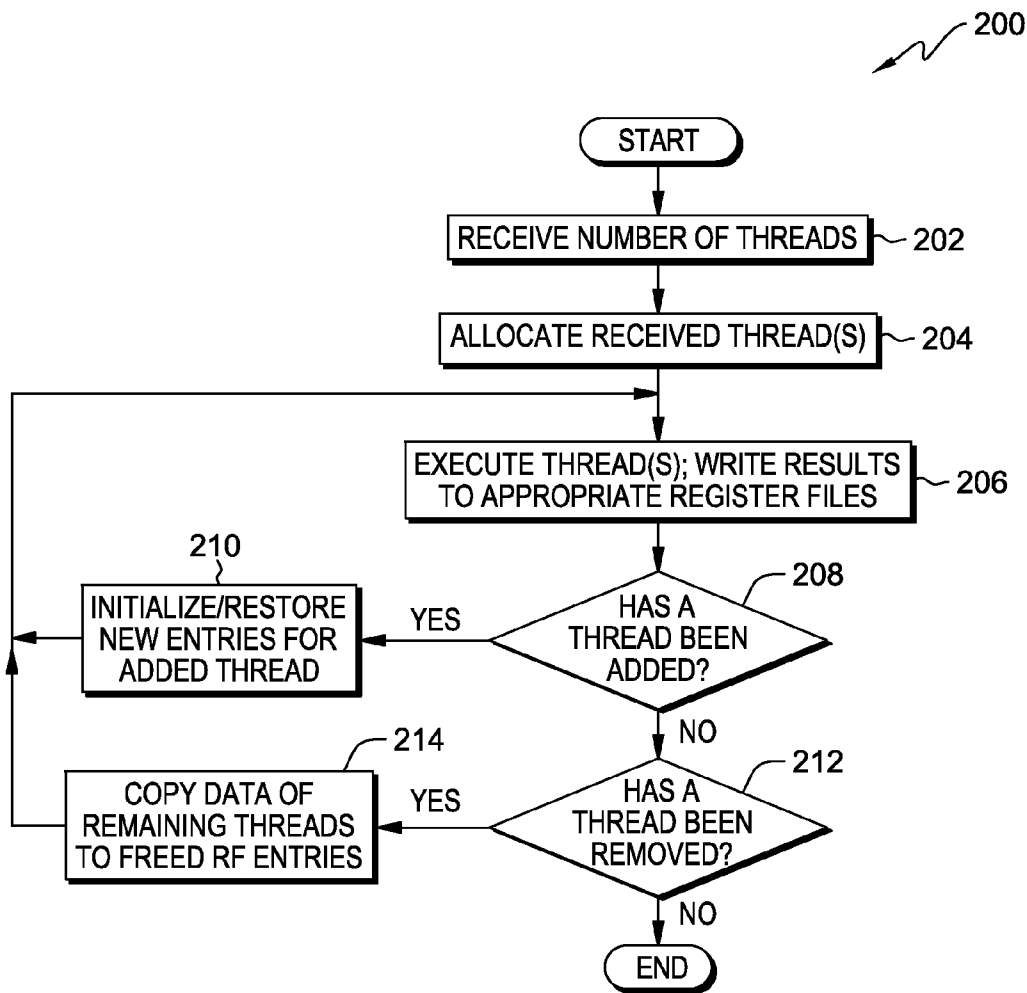 200
START
RECEIVE NUMBER OF THREADS
202
ALLOCATE RECEIVED THREAD(S)
204
EXECUTE THREAD(S); WRITE RESULTS
TO APPROPRIATE REGISTER FILES
206
208
HAS A
THREAD BEEN
ADDED?
YES
210
INITIALIZE/RESTORE
NEW ENTRIES FOR
ADDED THREAD
NO
212
HAS A
THREAD BEEN
REMOVED?
YES
214
COPY DATA OF
REMAINING THREADS
TO FREED RF ENTRIES
NO
END